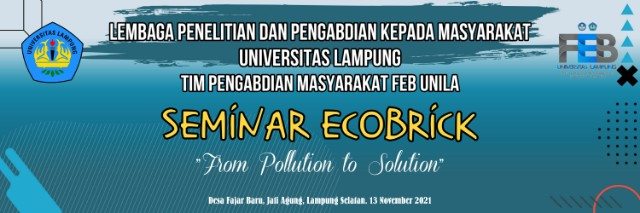 LEMBAGA PENELITIAN DAN PENGABDIAN KEPADA MASYARAKAT
UNIVERSITAS LAMPUNG
TIM PENGABDIAN MASYARAKAT FEB UNILA
SEMINAR ECOBRICK
"From Pollution to Solution"
Desa Fajar Baru, Jati Agung, Lampung Selatan, 13 November 2021
UNIVERSITAS LAMPUNG
FEB
UNIVERSITAS LAMPUNG